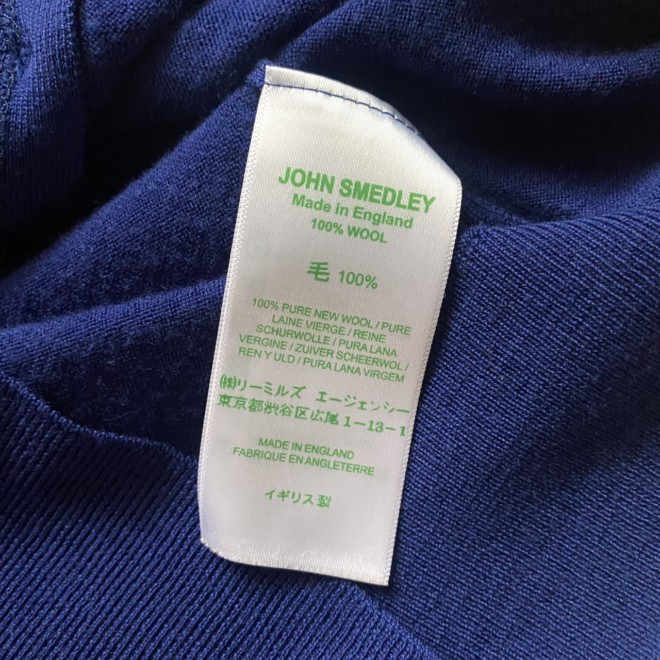 JOHN SMEDLEY
Made in England
100% WOOL
毛 100%
100% PURE NEW WOOL / PURE
LAINE VIERGE / REINE
SCHURWOLLE / PURA LANA
VERGINE / ZUIVER SCHEERWOL /
REN Y ULD / PURA LANA VIRGEM
㈱リーミルズ エージェンシー
東京都渋谷区広尾 1-13-1
MADE IN ENGLAND
FABRIQUE EN ANGLETERRE
イギリス製